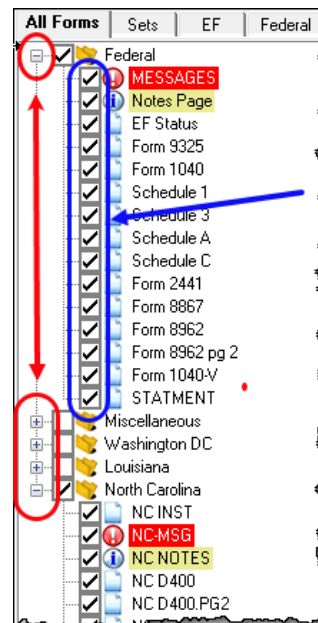 All Forms Sets EF Federal
Federal
MESSAGES
Notes Page
EF Status
Form 9325
Form 1040
Schedule 1
Schedule 3
Schedule A
Schedule C
Form 2441
Form 8867
Form 8962
Form 8962 pg 2
Form 1040-V
STATMENT
Miscellaneous
Washington DC
Louisiana
North Carolina
NC INST
NC-MSG
NC NOTES
NC D400
NC D400.PG2